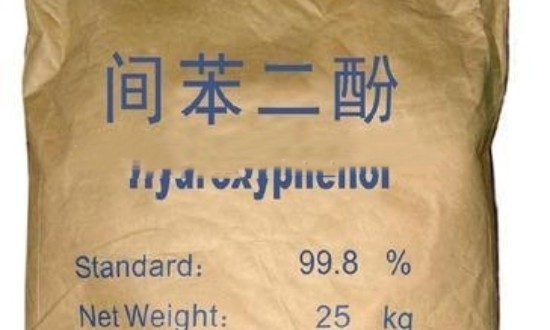 间苯二酚
Hydroxyphenol
Standard: 99.8 %
Net Weight: 25 kg